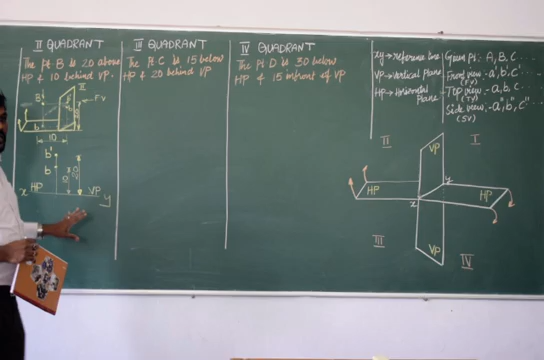 II QUADRANT
The pt B is 20 above
HP & 10 behind VP.
B
II
FV
10
b'
b
10
20
x HP VP y
III QUADRANT
The pt C is 15 below
HP & 20 behind VP
IV QUADRANT
The pt D is 30 below
HP & 15 infront of VP
xy → reference line
VP → Vertical Plane
HP → Horizontal
Plane
Given Pt. - A, B, C...
Front view - a', b', c'...
(FV)
Top view - a, b, c...
(TV)
Side view - a", b", c"
(SV)
II
VP
I
HP
y
x
HP
III
VP
IV